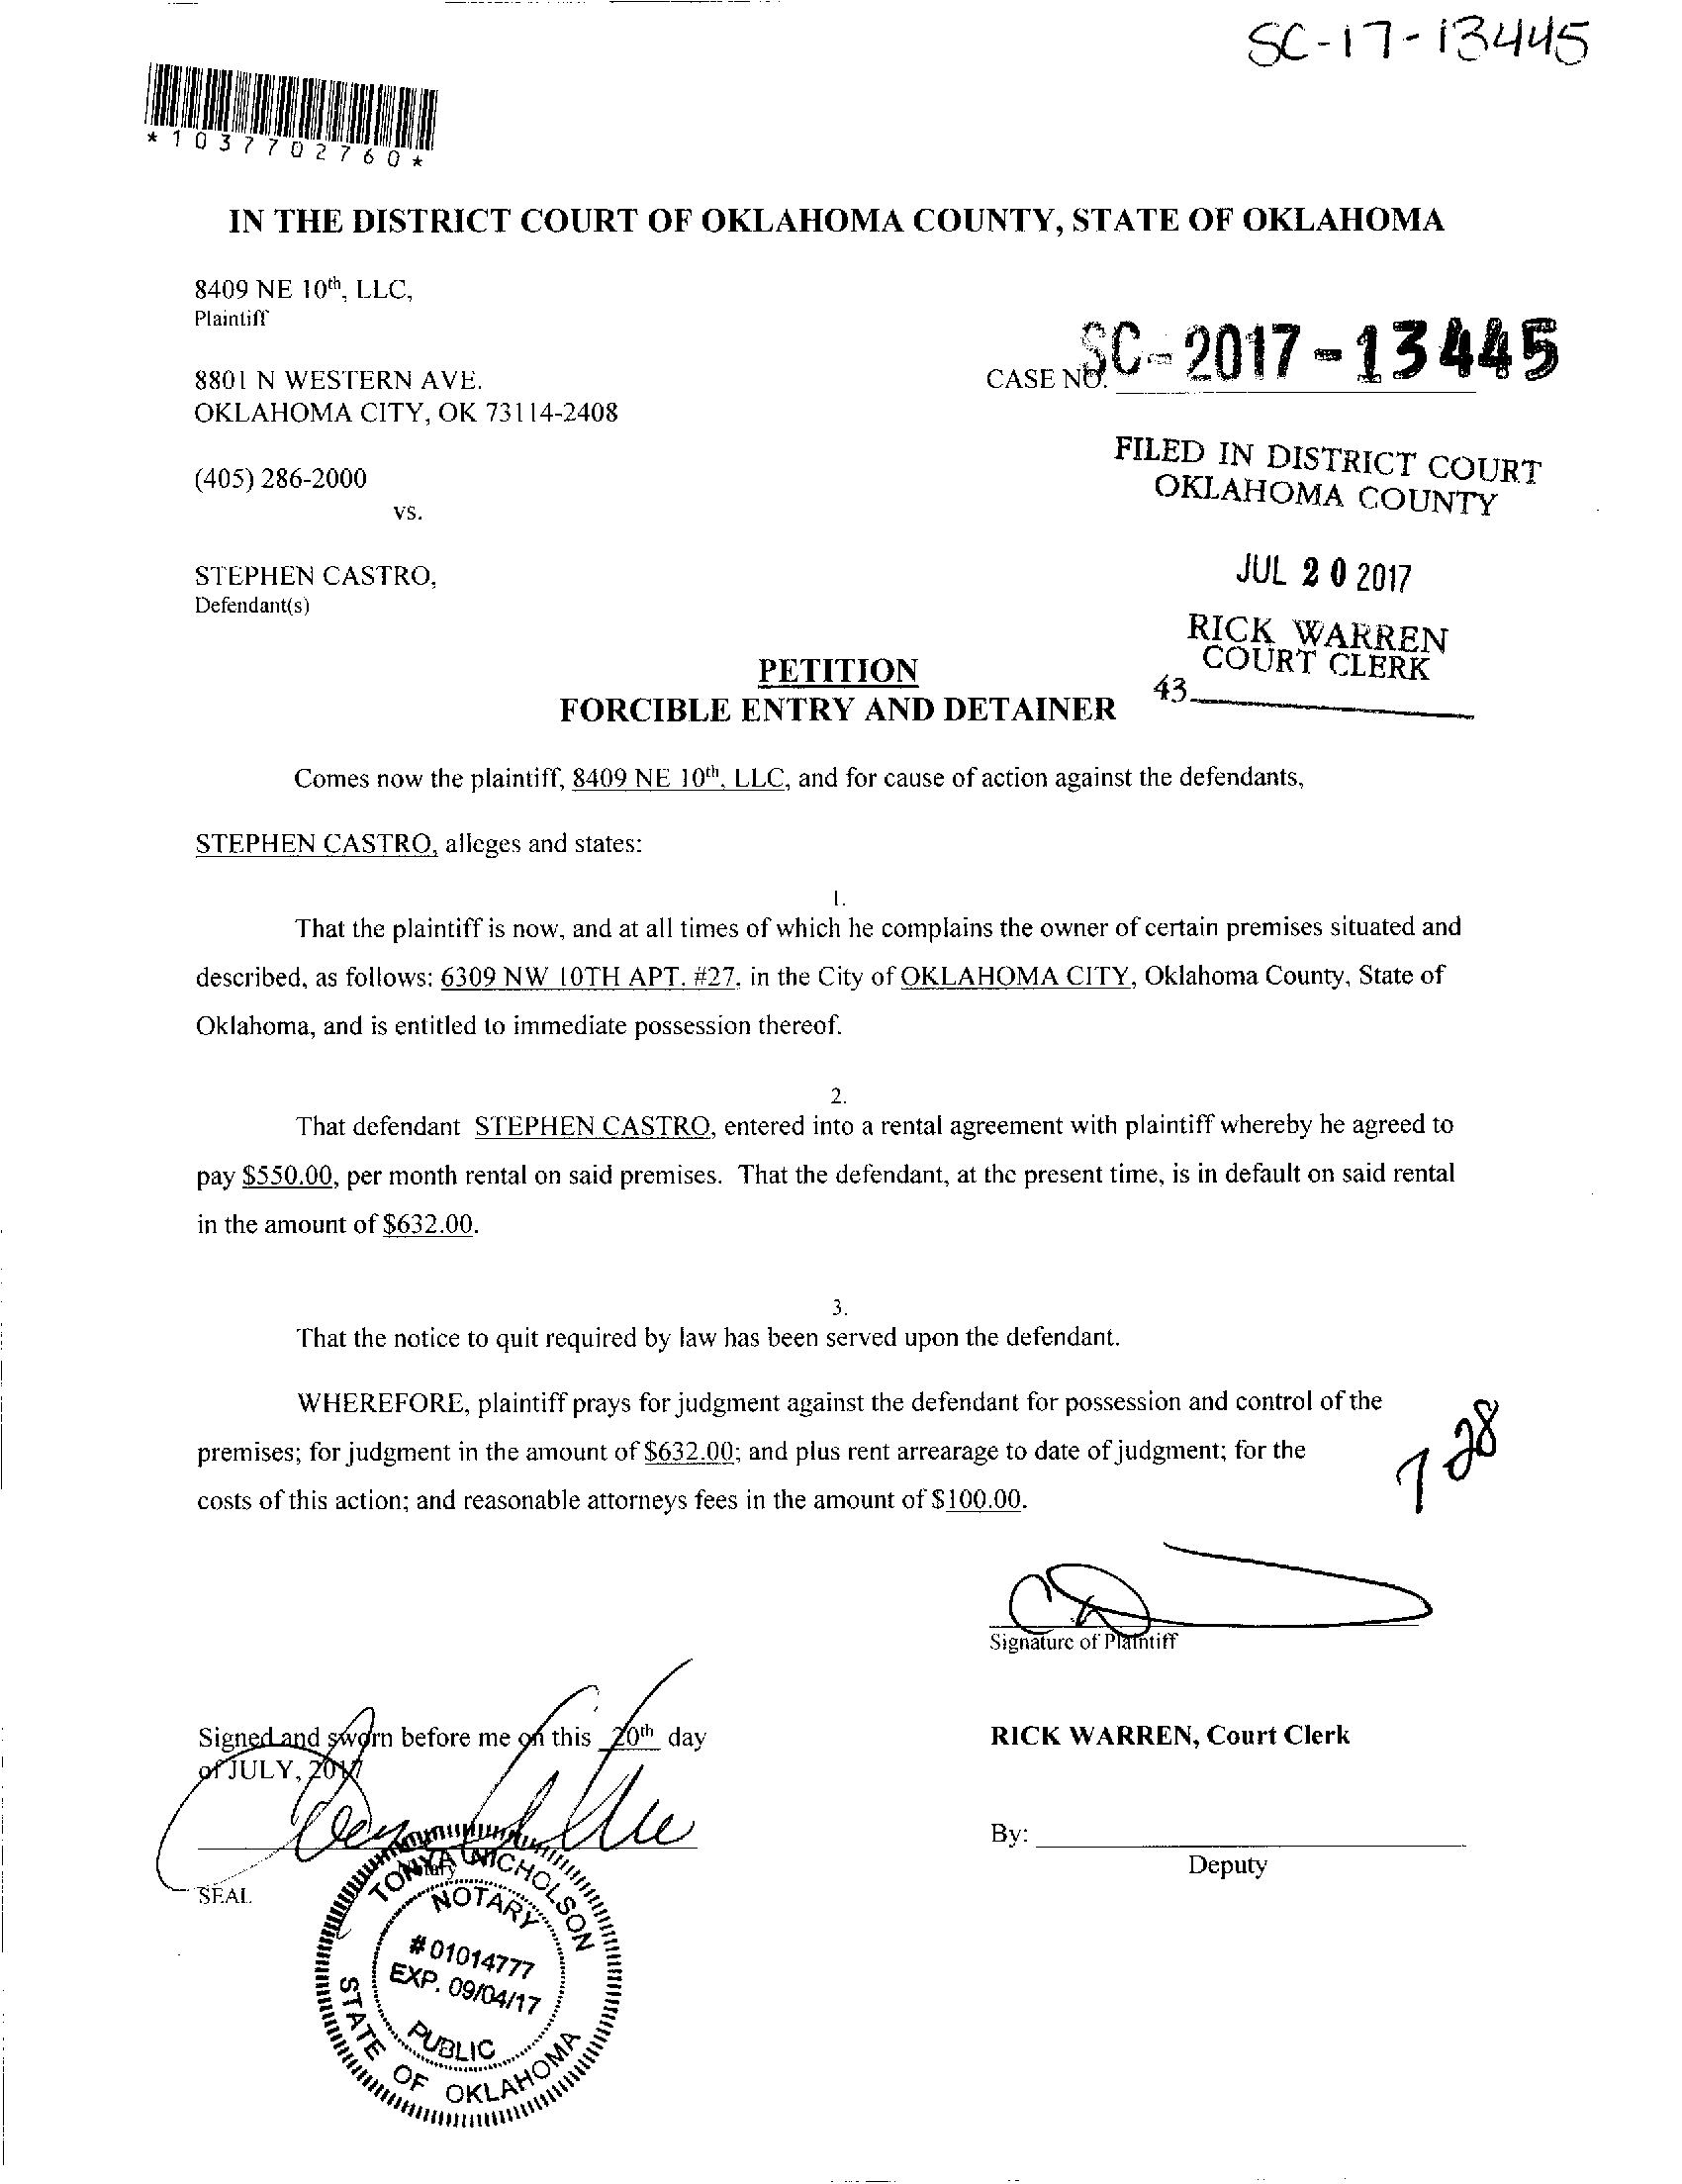 SC-17-13445
*1037702760*
IN THE DISTRICT COURT OF OKLAHOMA COUNTY, STATE OF OKLAHOMA
8409 NE 10th, LLC,
Plaintiff
8801 N WESTERN AVE.
OKLAHOMA CITY, OK 73114-2408
CASE NO. SC-2017-13445
(405) 286-2000
vs.
FILED IN DISTRICT COURT
OKLAHOMA COUNTY
STEPHEN CASTRO,
Defendant(s)
JUL 20 2017
RICK WARREN
COURT CLERK
43
PETITION
FORCIBLE ENTRY AND DETAINER
Comes now the plaintiff, 8409 NE 10th, LLC, and for cause of action against the defendants,
STEPHEN CASTRO, alleges and states:
1.
That the plaintiff is now, and at all times of which he complains the owner of certain premises situated and
described, as follows: 6309 NW 10TH APT. #27, in the City of OKLAHOMA CITY, Oklahoma County, State of
Oklahoma, and is entitled to immediate possession thereof.
2.
That defendant STEPHEN CASTRO, entered into a rental agreement with plaintiff whereby he agreed to
pay $550.00, per month rental on said premises. That the defendant, at the present time, is in default on said rental
in the amount of $632.00.
3.
That the notice to quit required by law has been served upon the defendant.
WHEREFORE, plaintiff prays for judgment against the defendant for possession and control of the
premises; for judgment in the amount of $632.00; and plus rent arrearage to date of judgment; for the
costs of this action; and reasonable attorneys fees in the amount of $100.00.
7 28
Signature of Plaintiff
Signed and sworn before me on this 20th day
of JULY, 2017
RICK WARREN, Court Clerk
By:
Deputy
Notary
SEAL
TONYA NICHOLSON
NOTARY
#01014777
EXP. 09/04/17
PUBLIC
STATE OF OKLAHOMA